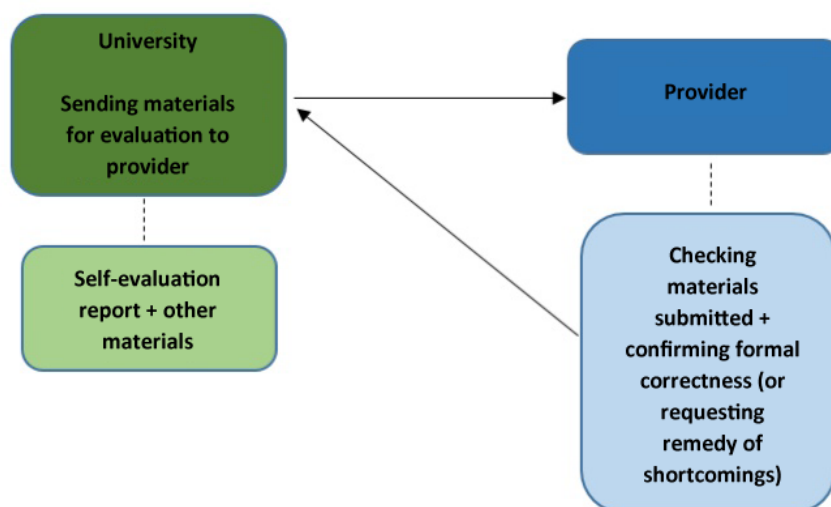 University
Sending materials
for evaluation to
provider
Provider
Self-evaluation
report + other
materials
Checking
materials
submitted +
confirming formal
correctness (or
requesting
remedy of
shortcomings)